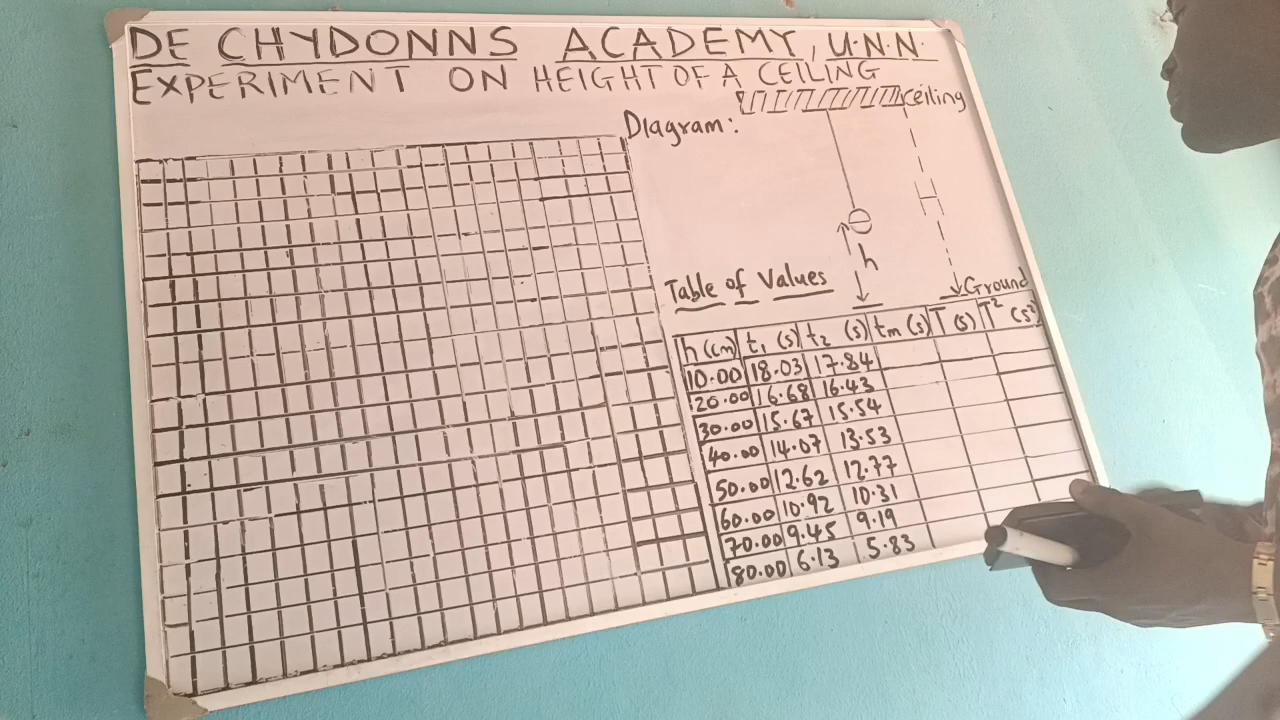 DE CHYDONNS ACADEMY, U.N.N.
EXPERIMENT ON HEIGHT OF A CEILING
Diagram:
Ceiling
H
h
Ground
Table of Values
h (cm) t₁ (s) t₂ (s) tm (s) T (s) T² (s²)
10.00 18.03 17.84
20.00 16.68 16.43
30.00 15.67 15.54
40.00 14.07 13.53
50.00 12.62 12.77
60.00 10.92 10.31
70.00 9.45 9.19
80.00 6.13 5.83